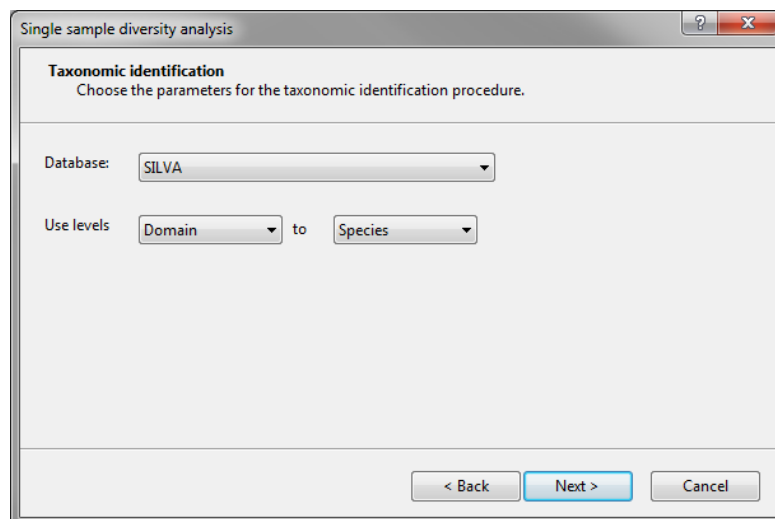 Single sample diversity analysis
Taxonomic identification
Choose the parameters for the taxonomic identification procedure.
Database: SILVA
Use levels Domain to Species
< Back Next > Cancel